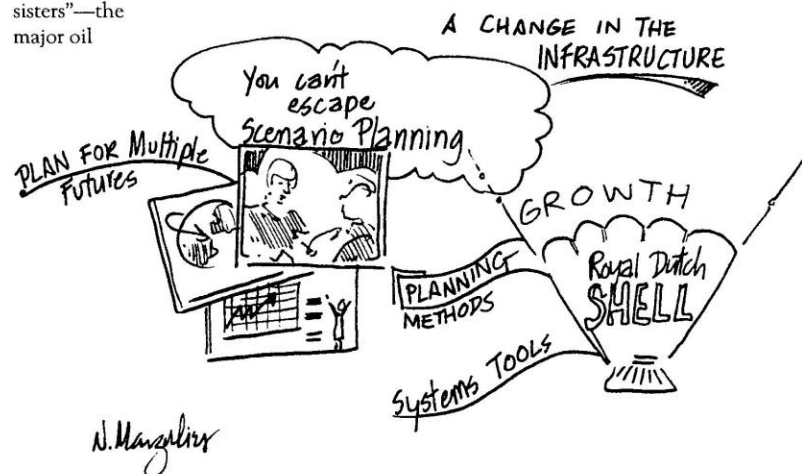 sisters”—the
major oil
A CHANGE IN THE
INFRASTRUCTURE
You can't
escape
Scenario Planning
PLAN FOR Multiple
Futures
GROWTH
Royal Dutch
SHELL
PLANNING
METHODS
Systems TOOLS